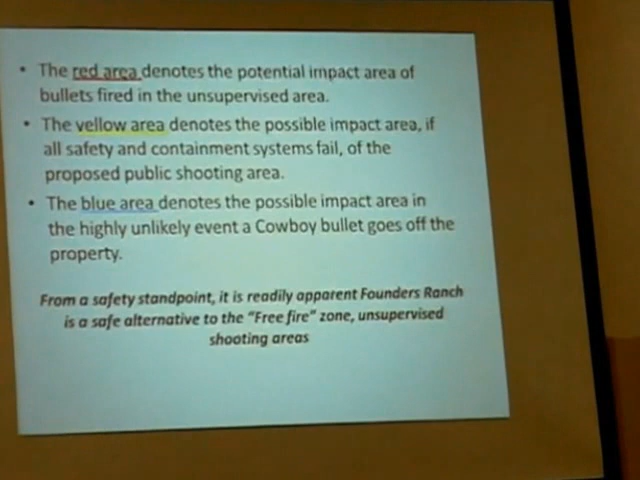 • The red area denotes the potential impact area of
bullets fired in the unsupervised area.
• The yellow area denotes the possible impact area, if
all safety and containment systems fail, of the
proposed public shooting area.
• The blue area denotes the possible impact area in
the highly unlikely event a Cowboy bullet goes off the
property.
From a safety standpoint, it is readily apparent Founders Ranch
is a safe alternative to the "Free fire" zone, unsupervised
shooting areas